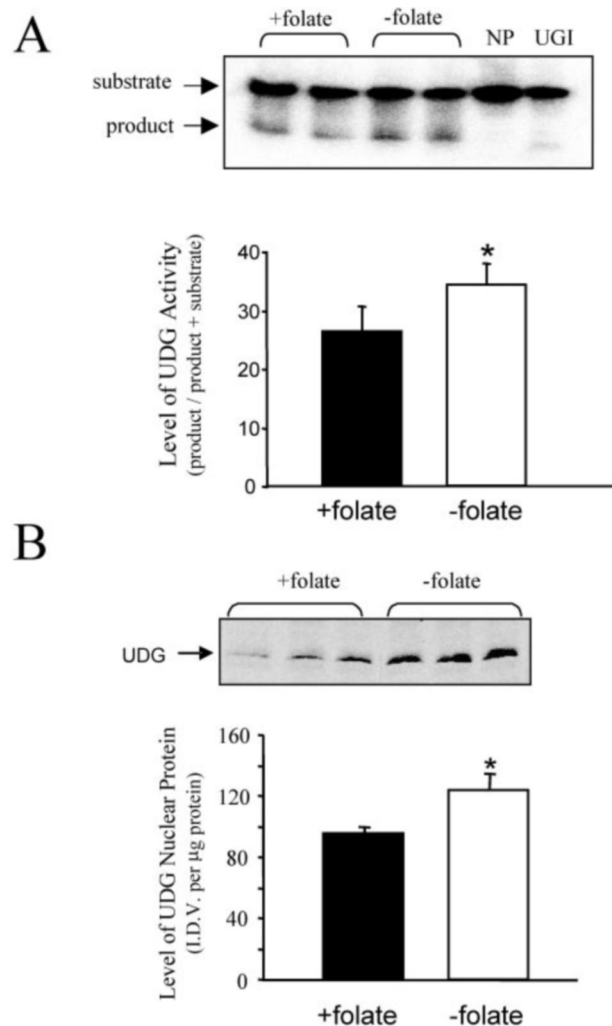 A
+folate -folate NP UGI
substrate
product
Level of UDG Activity
(product / product + substrate)
40
30
20
10
0
*
+folate -folate
B
+folate -folate
UDG
Level of UDG Nuclear Protein
(I.D.V. per µg protein)
160
120
80
40
0
*
+folate -folate